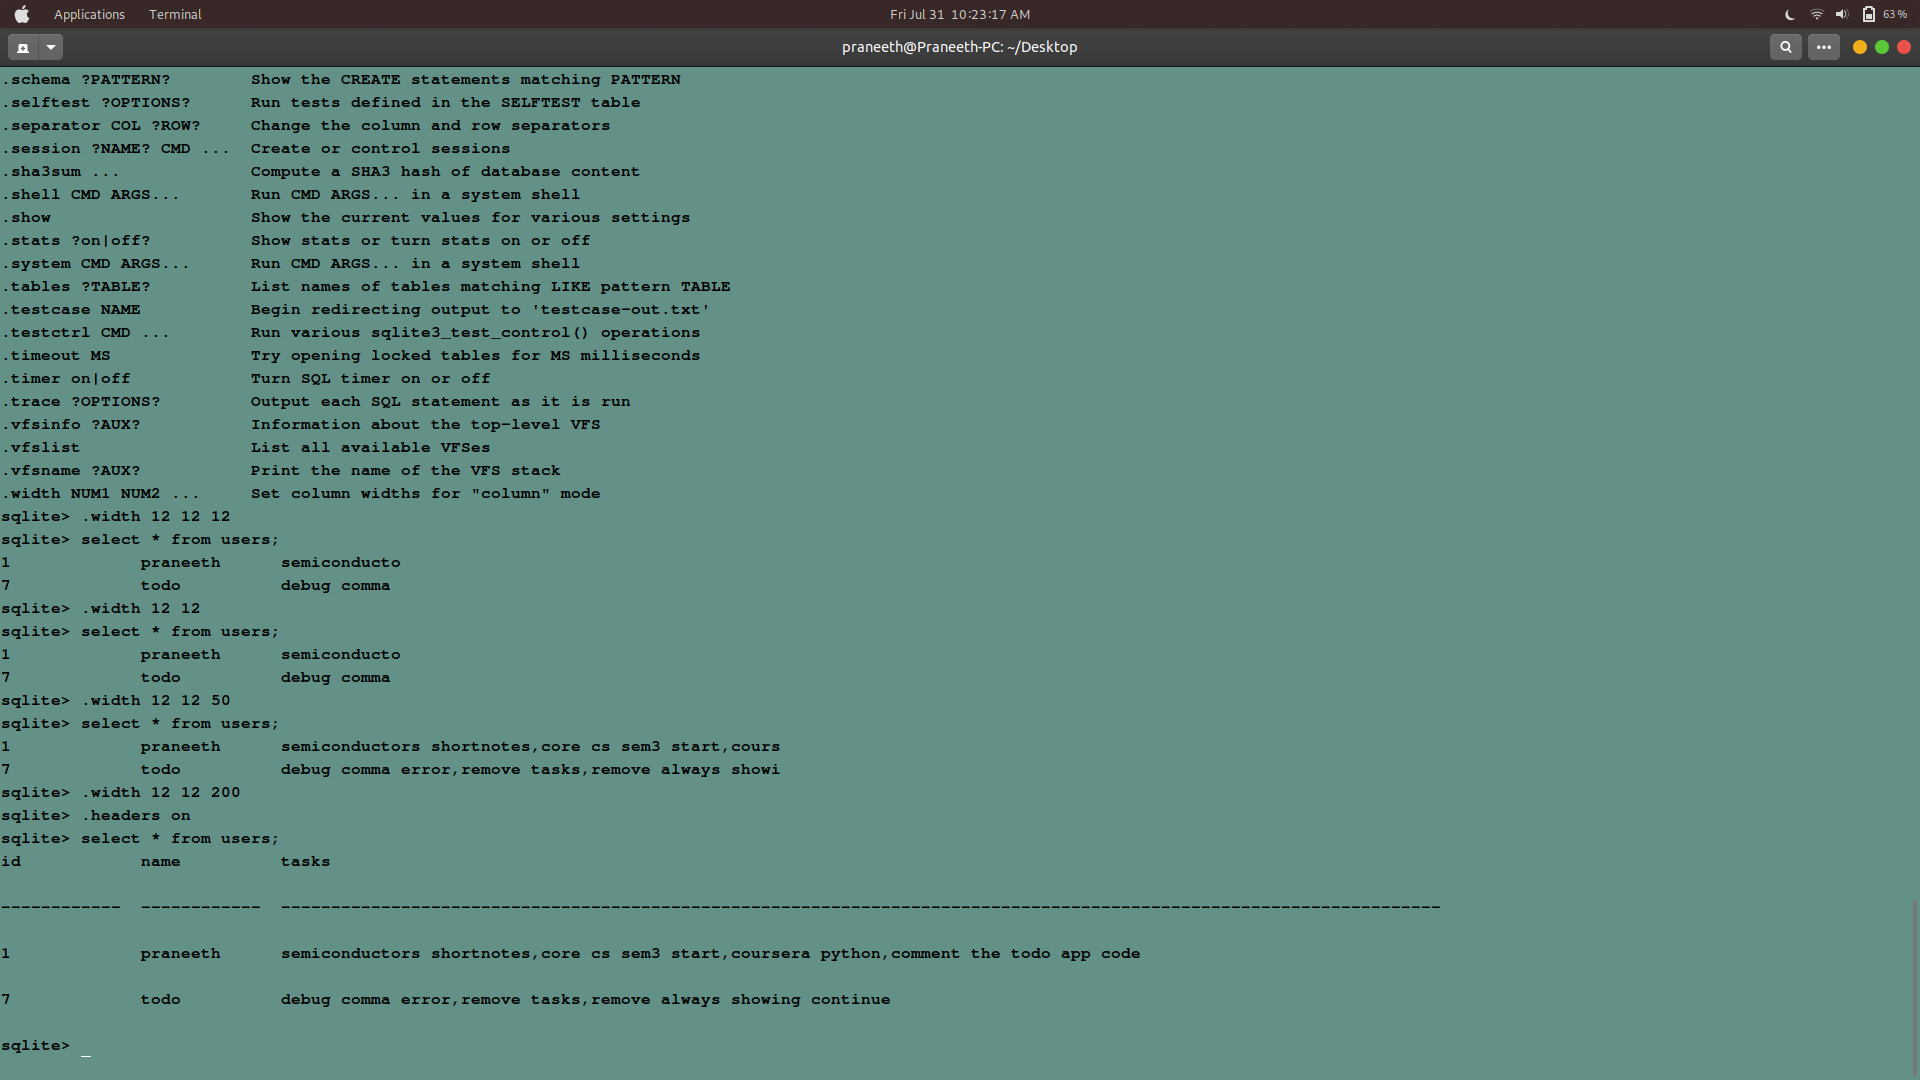 Applications Terminal Fri Jul 31 10:23:17 AM 63 %
praneeth@Praneeth-PC: ~/Desktop
.schema ?PATTERN? Show the CREATE statements matching PATTERN
.selftest ?OPTIONS? Run tests defined in the SELFTEST table
.separator COL ?ROW? Change the column and row separators
.session ?NAME? CMD ... Create or control sessions
.sha3sum ... Compute a SHA3 hash of database content
.shell CMD ARGS... Run CMD ARGS... in a system shell
.show Show the current values for various settings
.stats ?on|off? Show stats or turn stats on or off
.system CMD ARGS... Run CMD ARGS... in a system shell
.tables ?TABLE? List names of tables matching LIKE pattern TABLE
.testcase NAME Begin redirecting output to 'testcase-out.txt'
.testctrl CMD ... Run various sqlite3_test_control() operations
.timeout MS Try opening locked tables for MS milliseconds
.timer on|off Turn SQL timer on or off
.trace ?OPTIONS? Output each SQL statement as it is run
.vfsinfo ?AUX? Information about the top-level VFS
.vfslist List all available VFSes
.vfsname ?AUX? Print the name of the VFS stack
.width NUM1 NUM2 ... Set column widths for "column" mode
sqlite> .width 12 12 12
sqlite> select * from users;
1 praneeth semiconducto
7 todo debug comma
sqlite> .width 12 12
sqlite> select * from users;
1 praneeth semiconducto
7 todo debug comma
sqlite> .width 12 12 50
sqlite> select * from users;
1 praneeth semiconductors shortnotes,core cs sem3 start,cours
7 todo debug comma error,remove tasks,remove always showi
sqlite> .width 12 12 200
sqlite> .headers on
sqlite> select * from users;
id name tasks
------------ ------------ --------------------------------------------------------------------------------------------------------------------
1 praneeth semiconductors shortnotes,core cs sem3 start,coursera python,comment the todo app code
7 todo debug comma error,remove tasks,remove always showing continue
sqlite> _